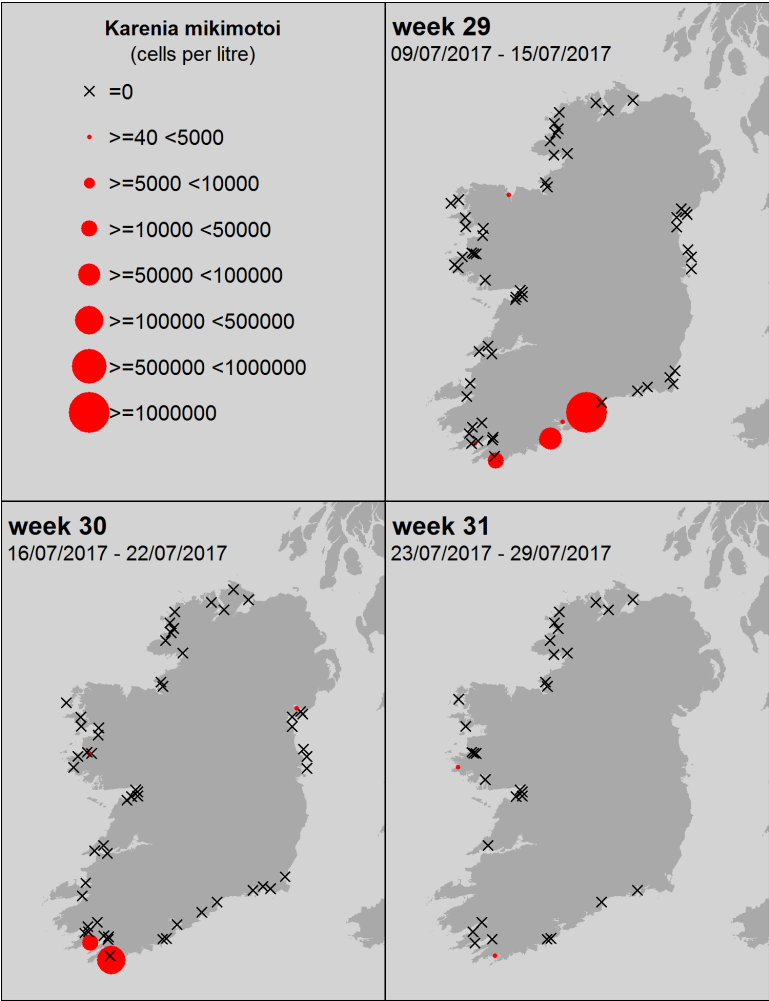 Karenia mikimotoi
(cells per litre)
=0
>=40 <5000
>=5000 <10000
>=10000 <50000
>=50000 <100000
>=100000 <500000
>=500000 <1000000
>=1000000
week 29
09/07/2017 - 15/07/2017
week 30
16/07/2017 - 22/07/2017
week 31
23/07/2017 - 29/07/2017